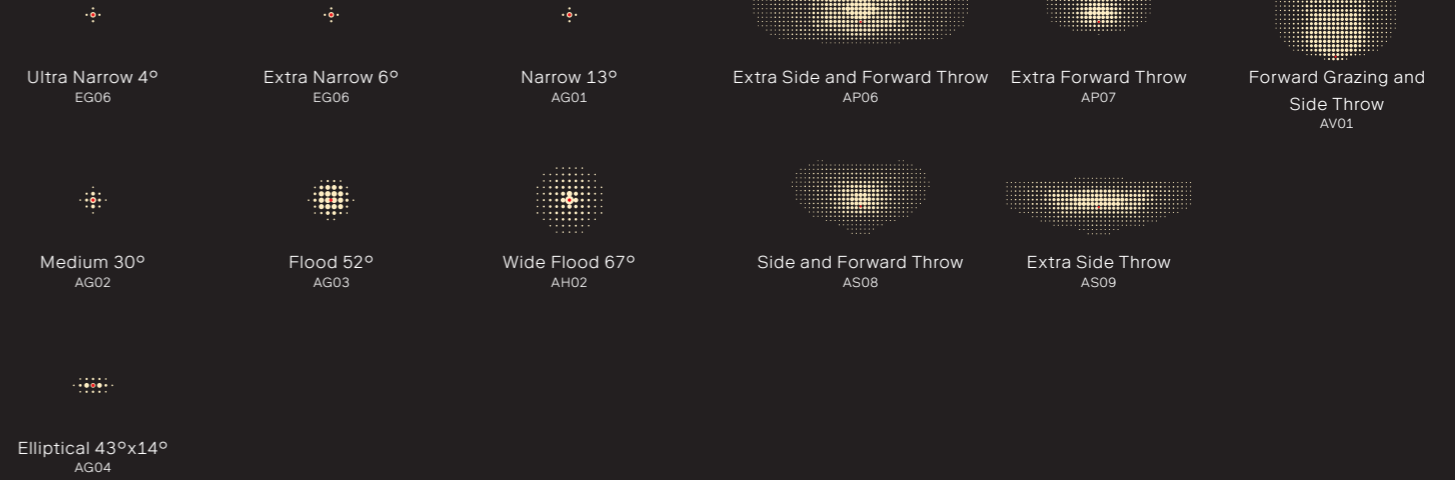 Ultra Narrow 4°
EG06
Extra Narrow 6°
EG06
Narrow 13°
AG01
Extra Side and Forward Throw
AP06
Extra Forward Throw
AP07
Forward Grazing and
Side Throw
AV01
Medium 30°
AG02
Flood 52°
AG03
Wide Flood 67°
AH02
Side and Forward Throw
AS08
Extra Side Throw
AS09
Elliptical 43°x14°
AG04